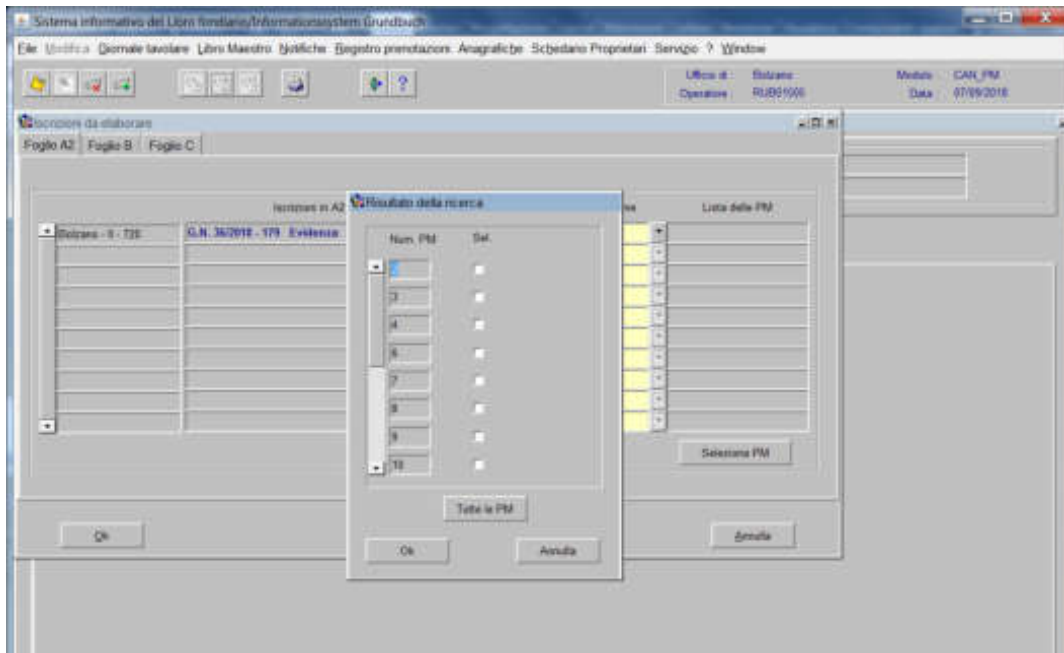 Sistema informativo del Libro fondiario/Informationssystem Grundbuch
File Modifica Giornale tavolare Libro Maestro Notifiche Registro prenotazioni Anagrafiche Schedario Proprietari Servizio ? Window
Ufficio di Bolzano Modulo CAN_PM
Operatore Data 07/09/2018
Iscrizioni da elaborare
Foglio A2 Foglio B Foglio C
Risultato della ricerca
Iscrizioni in A2 Lista delle PM
Num. PM Sel.
Bolzano - II - G.N. 36/2018 - 179 Evidenza
3
4
6
7
8
9
10
Seleziona PM
Tutte le PM
Ok Annulla
Ok Annulla